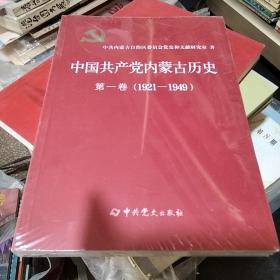 中共内蒙古自治区委员会党史和文献研究室 著
中国共产党内蒙古历史
第一卷(1921—1949)
中共党史出版社